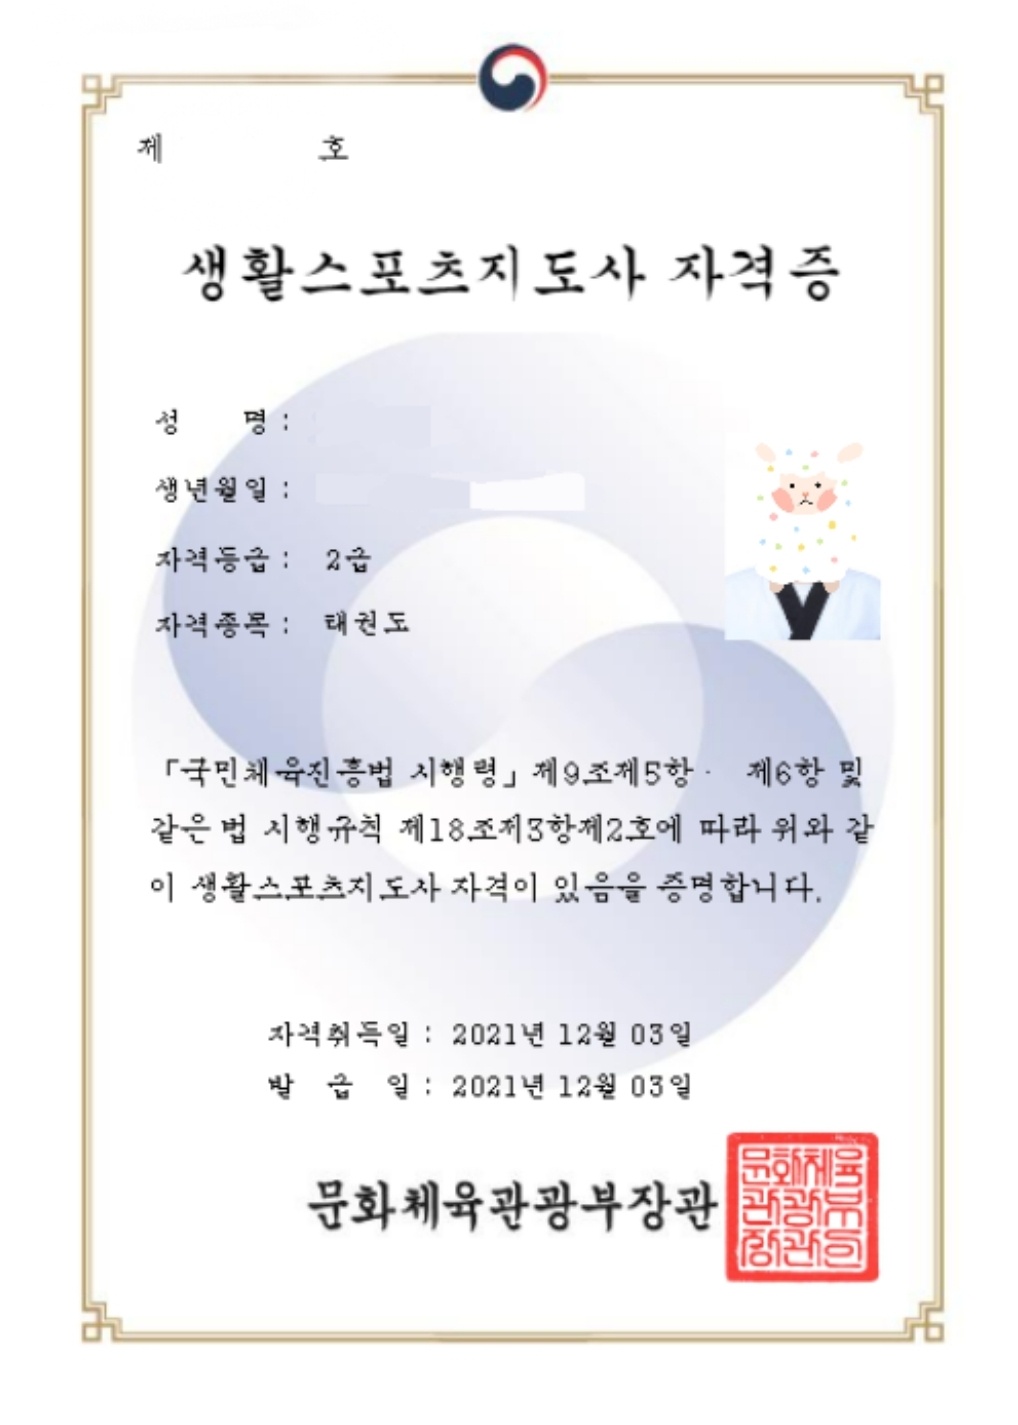 제 호
생활스포츠지도사 자격증
성 명 :
생년월일 :
자격등급 : 2급
자격종목 : 태권도
「국민체육진흥법 시행령」제9조제5항· 제6항 및
같은 법 시행규칙 제18조제3항제2호에 따라 위와 같
이 생활스포츠지도사 자격이 있음을 증명합니다.
자격취득일 : 2021년 12월 03일
발 급 일 : 2021년 12월 03일
문화체육관광부장관
문화체육
관광부
장관의